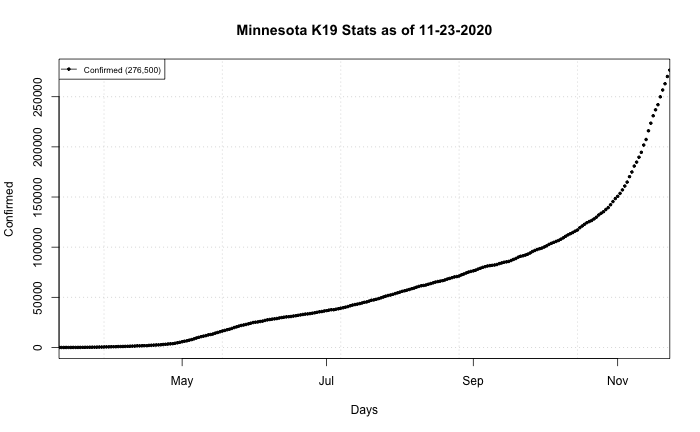 Minnesota K19 Stats as of 11-23-2020
Confirmed (276,500)
250000
200000
150000
100000
50000
0
Confirmed
May Jul Sep Nov
Days